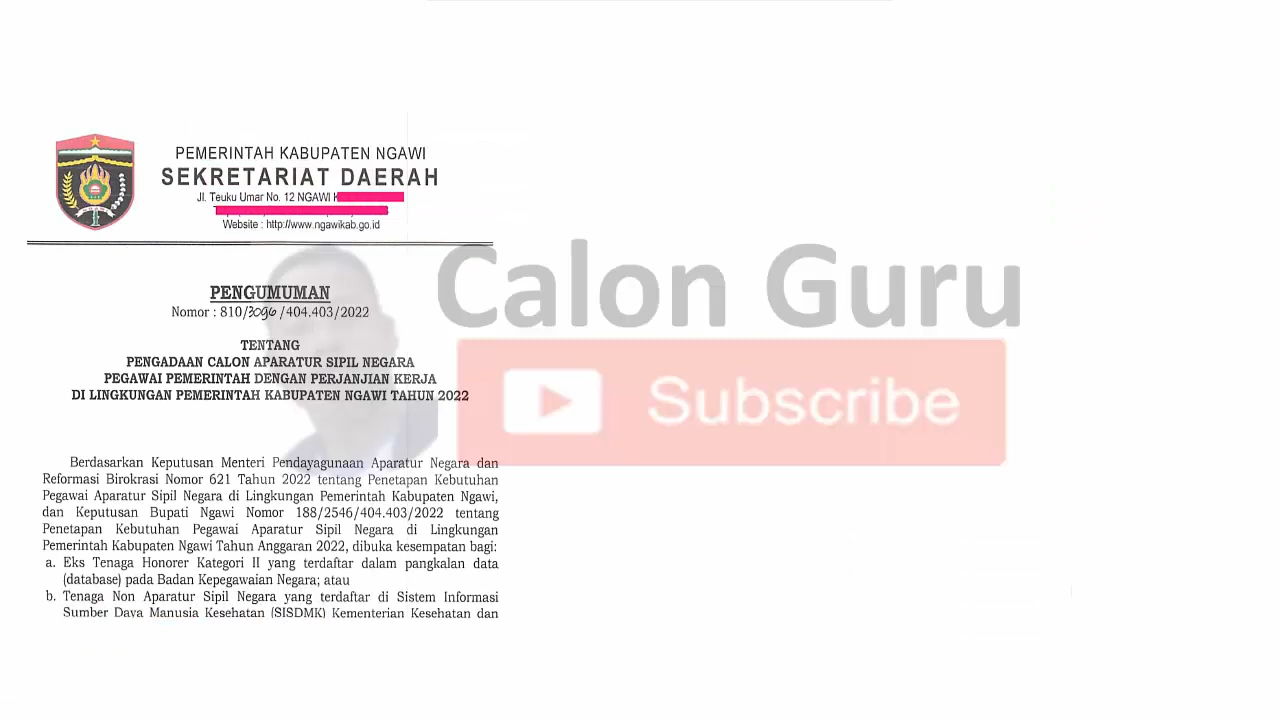 PEMERINTAH KABUPATEN NGAWI
SEKRETARIAT DAERAH
Jl. Teuku Umar No. 12 NGAWI
Website : http://www.ngawikab.go.id
PENGUMUMAN
Nomor : 810/3096/404.403/2022
TENTANG
PENGADAAN CALON APARATUR SIPIL NEGARA
PEGAWAI PEMERINTAH DENGAN PERJANJIAN KERJA
DI LINGKUNGAN PEMERINTAH KABUPATEN NGAWI TAHUN 2022
Berdasarkan Keputusan Menteri Pendayagunaan Aparatur Negara dan
Reformasi Birokrasi Nomor 621 Tahun 2022 tentang Penetapan Kebutuhan
Pegawai Aparatur Sipil Negara di Lingkungan Pemerintah Kabupaten Ngawi,
dan Keputusan Bupati Ngawi Nomor 188/2546/404.403/2022 tentang
Penetapan Kebutuhan Pegawai Aparatur Sipil Negara di Lingkungan
Pemerintah Kabupaten Ngawi Tahun Anggaran 2022, dibuka kesempatan bagi:
a. Eks Tenaga Honorer Kategori II yang terdaftar dalam pangkalan data
(database) pada Badan Kepegawaian Negara; atau
b. Tenaga Non Aparatur Sipil Negara yang terdaftar di Sistem Informasi
Sumber Daya Manusia Kesehatan (SISDMK) Kementerian Kesehatan dan
Calon Guru
Subscribe